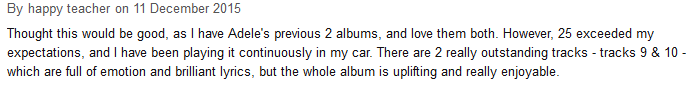 By happy teacher on 11 December 2015
Thought this would be good, as I have Adele's previous 2 albums, and love them both. However, 25 exceeded my
expectations, and I have been playing it continuously in my car. There are 2 really outstanding tracks - tracks 9 & 10 -
which are full of emotion and brilliant lyrics, but the whole album is uplifting and really enjoyable.